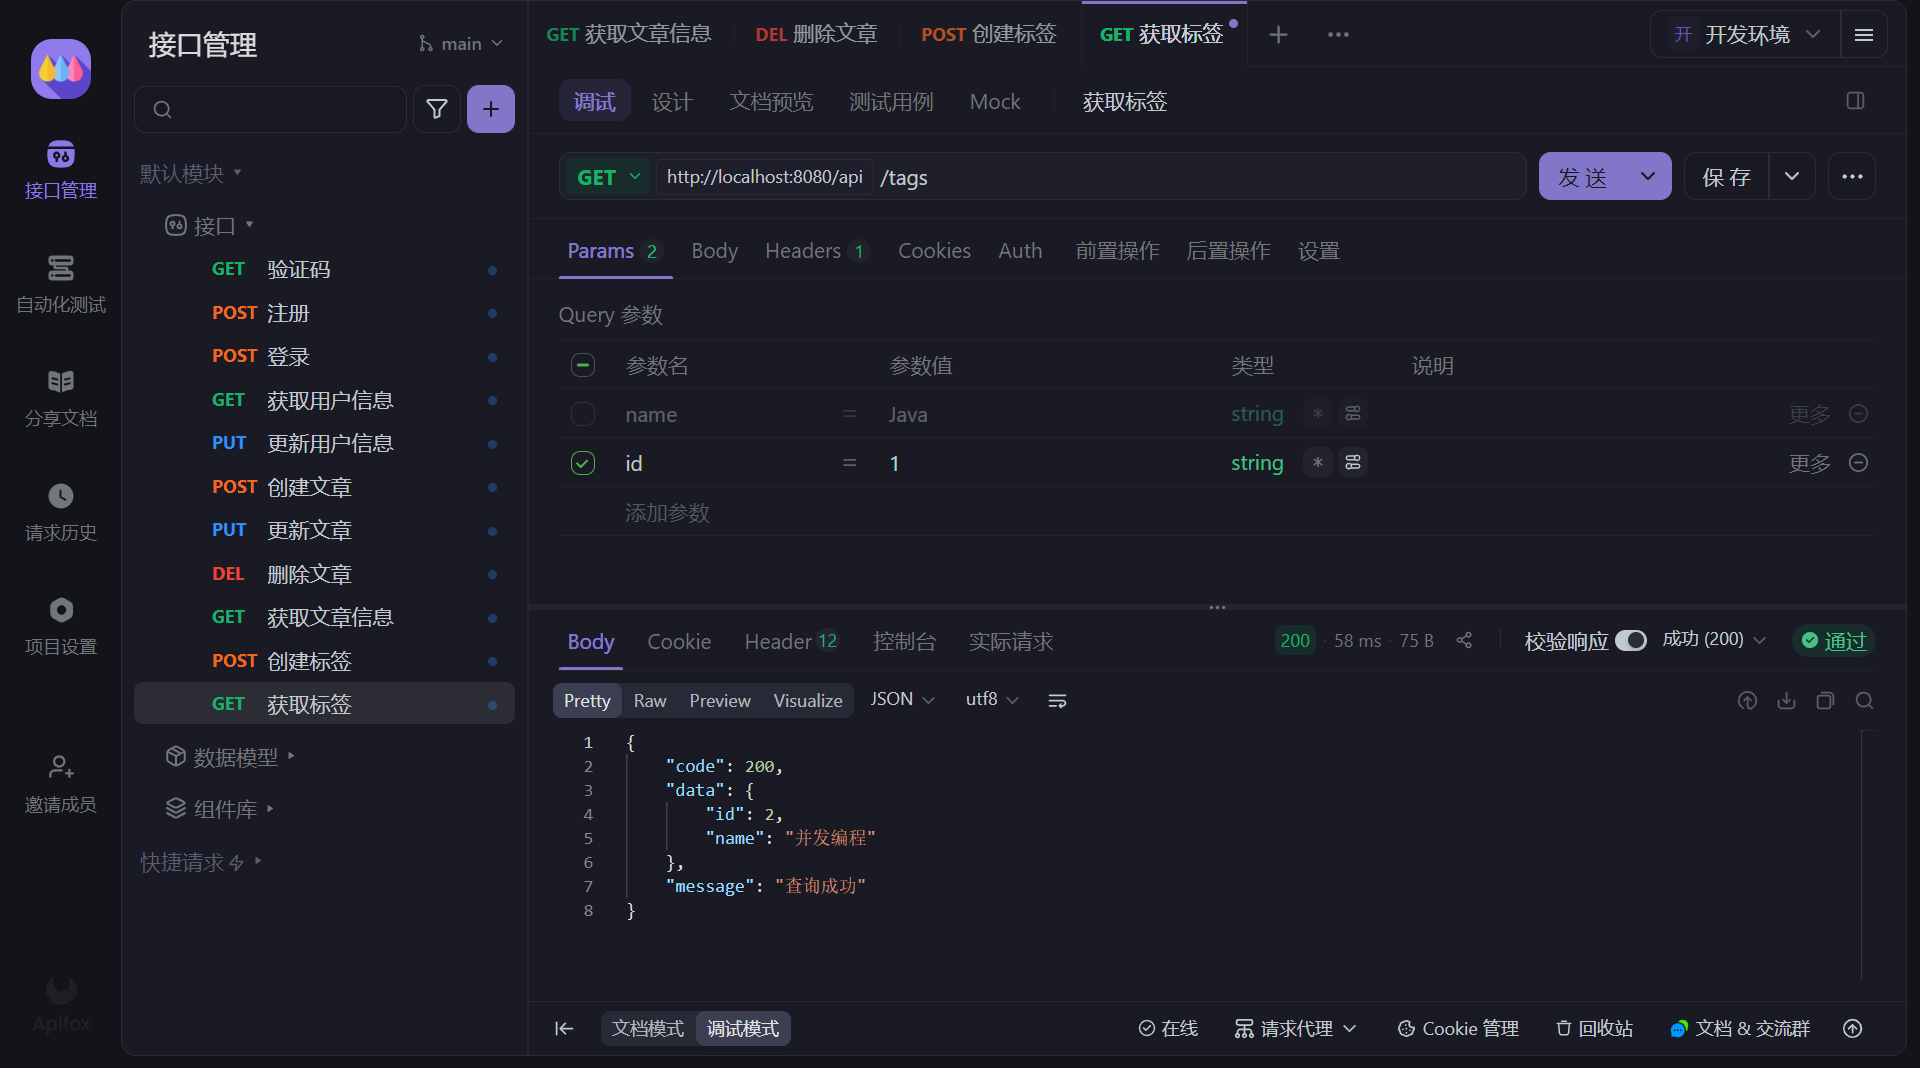 接口管理
main
GET 获取文章信息
DEL 删除文章
POST 创建标签
GET 获取标签
开 开发环境
接口管理
自动化测试
分享文档
请求历史
项目设置
邀请成员
Apifox
默认模块
接口
GET 验证码
POST 注册
POST 登录
GET 获取用户信息
PUT 更新用户信息
POST 创建文章
PUT 更新文章
DEL 删除文章
GET 获取文章信息
POST 创建标签
GET 获取标签
数据模型
组件库
快捷请求
调试 设计 文档预览 测试用例 Mock 获取标签
GET http://localhost:8080/api /tags 发 送 保 存
Params 2 Body Headers 1 Cookies Auth 前置操作 后置操作 设置
Query 参数
参数名 参数值 类型 说明
name = Java string * 更多
id = 1 string * 更多
添加参数
Body Cookie Header 12 控制台 实际请求 200 · 58 ms · 75 B 校验响应 成功 (200) 通过
Pretty Raw Preview Visualize JSON utf8
1 {
2 "code": 200,
3 "data": {
4 "id": 2,
5 "name": "并发编程"
6 },
7 "message": "查询成功"
8 }
文档模式 调试模式 在线 请求代理 Cookie 管理 回收站 文档 & 交流群